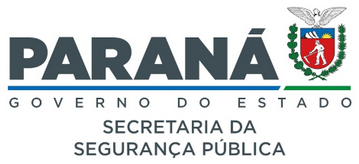 PARANÁ
GOVERNO DO ESTADO
SECRETARIA DA
SEGURANÇA PÚBLICA